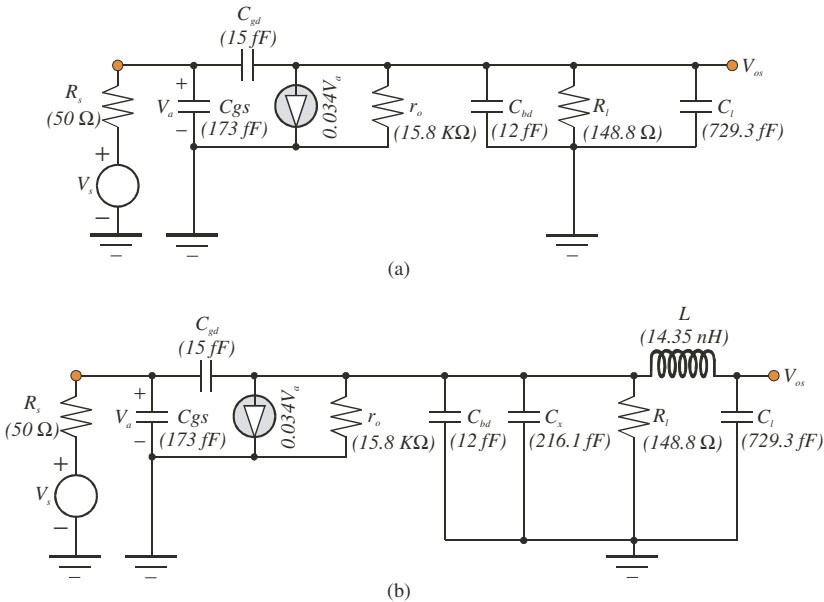 C_gd
(15 fF)
R_s
(50 Ω)
+
V_a
−
Cgs
(173 fF)
0.034V_a
r_o
(15.8 KΩ)
C_bd
(12 fF)
R_l
(148.8 Ω)
C_l
(729.3 fF)
V_os
+
V_s
−
(a)
L
(14.35 nH)
C_gd
(15 fF)
R_s
(50 Ω)
+
V_a
−
Cgs
(173 fF)
0.034V_a
r_o
(15.8 KΩ)
C_bd
(12 fF)
C_x
(216.1 fF)
R_l
(148.8 Ω)
C_l
(729.3 fF)
V_os
+
V_s
−
(b)